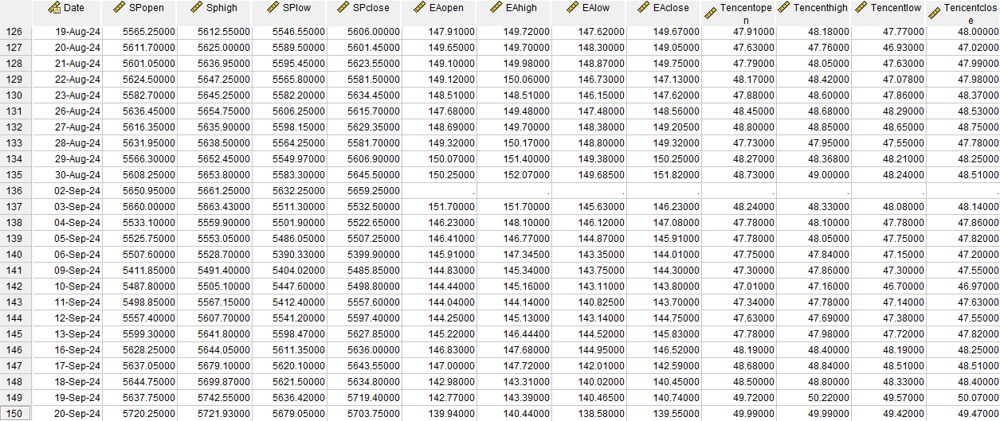 Date SPopen Sphigh SPlow SPclose EAopen EAhigh EAlow EAclose Tencentopen Tencenthigh Tencentlow Tencentclose
126 19-Aug-24 5565.25000 5612.55000 5546.55000 5606.00000 147.91000 149.72000 147.62000 149.67000 47.91000 48.18000 47.77000 48.00000
127 20-Aug-24 5611.70000 5625.00000 5589.50000 5601.45000 149.65000 149.70000 148.30000 149.05000 47.63000 47.76000 46.93000 47.02000
128 21-Aug-24 5601.05000 5636.95000 5595.45000 5623.55000 149.10000 149.98000 148.87000 149.75000 47.79000 48.05000 47.63000 47.99000
129 22-Aug-24 5624.50000 5647.25000 5565.80000 5581.50000 149.12000 150.06000 146.73000 147.13000 48.17000 48.42000 47.07800 47.98000
130 23-Aug-24 5582.70000 5645.25000 5582.20000 5634.45000 148.51000 148.51000 146.15000 147.62000 47.88000 48.60000 47.86000 48.37000
131 26-Aug-24 5636.45000 5654.75000 5606.25000 5615.70000 147.68000 149.48000 147.48000 148.56000 48.45000 48.68000 48.29000 48.53000
132 27-Aug-24 5616.35000 5635.90000 5598.15000 5629.35000 148.69000 149.70000 148.38000 149.20500 48.80000 48.85000 48.65000 48.75000
133 28-Aug-24 5631.95000 5638.50000 5564.25000 5581.70000 149.32000 150.17000 148.80000 149.32000 47.73000 47.95000 47.55000 47.78000
134 29-Aug-24 5566.30000 5652.45000 5549.97000 5606.90000 150.07000 151.40000 149.38000 150.25000 48.27000 48.36800 48.21000 48.25000
135 30-Aug-24 5608.25000 5653.80000 5583.30000 5645.50000 150.25000 152.07000 149.68500 151.82000 48.73000 49.00000 48.24000 48.51000
136 02-Sep-24 5650.95000 5661.25000 5632.25000 5659.25000 . . . . . . . .
137 03-Sep-24 5660.00000 5663.43000 5511.30000 5532.50000 151.70000 151.70000 145.63000 146.23000 48.24000 48.33000 48.08000 48.14000
138 04-Sep-24 5533.10000 5559.90000 5501.90000 5522.65000 146.23000 148.10000 146.12000 147.08000 47.78000 48.10000 47.78000 47.86000
139 05-Sep-24 5525.75000 5553.05000 5486.05000 5507.25000 146.41000 146.77000 144.87000 145.91000 47.78000 48.05000 47.75000 47.82000
140 06-Sep-24 5507.60000 5528.70000 5390.33000 5399.90000 145.91000 147.34500 143.35000 144.01000 47.75000 47.84000 47.15000 47.20000
141 09-Sep-24 5411.85000 5491.40000 5404.02000 5485.85000 144.83000 145.34000 143.75000 144.30000 47.30000 47.86000 47.30000 47.55000
142 10-Sep-24 5487.80000 5505.10000 5447.60000 5498.80000 144.44000 145.16000 143.11000 143.80000 47.01000 47.16000 46.70000 46.97000
143 11-Sep-24 5498.85000 5567.15000 5412.40000 5557.60000 144.04000 144.14000 140.82500 143.70000 47.34000 47.78000 47.14000 47.63000
144 12-Sep-24 5557.40000 5607.70000 5541.20000 5597.40000 144.25000 145.13000 143.14000 144.75000 47.63000 47.69000 47.38000 47.55000
145 13-Sep-24 5599.30000 5641.80000 5598.47000 5627.85000 145.22000 146.44400 144.52000 145.83000 47.78000 47.98000 47.72000 47.82000
146 16-Sep-24 5628.25000 5644.05000 5611.35000 5636.00000 146.83000 147.68000 144.95000 146.52000 48.19000 48.40000 48.19000 48.25000
147 17-Sep-24 5637.05000 5679.10000 5620.10000 5643.55000 147.00000 147.72000 142.01000 142.59000 48.68000 48.84000 48.51000 48.51000
148 18-Sep-24 5644.75000 5699.87000 5621.50000 5634.80000 142.98000 143.31000 140.02000 140.45000 48.50000 48.80000 48.33000 48.40000
149 19-Sep-24 5637.75000 5742.55000 5636.42000 5719.40000 142.77000 143.39000 140.46500 140.74000 49.72000 50.22000 49.57000 50.07000
150 20-Sep-24 5720.25000 5721.93000 5679.05000 5703.75000 139.94000 140.44000 138.58000 139.55000 49.99000 49.99000 49.42000 49.47000